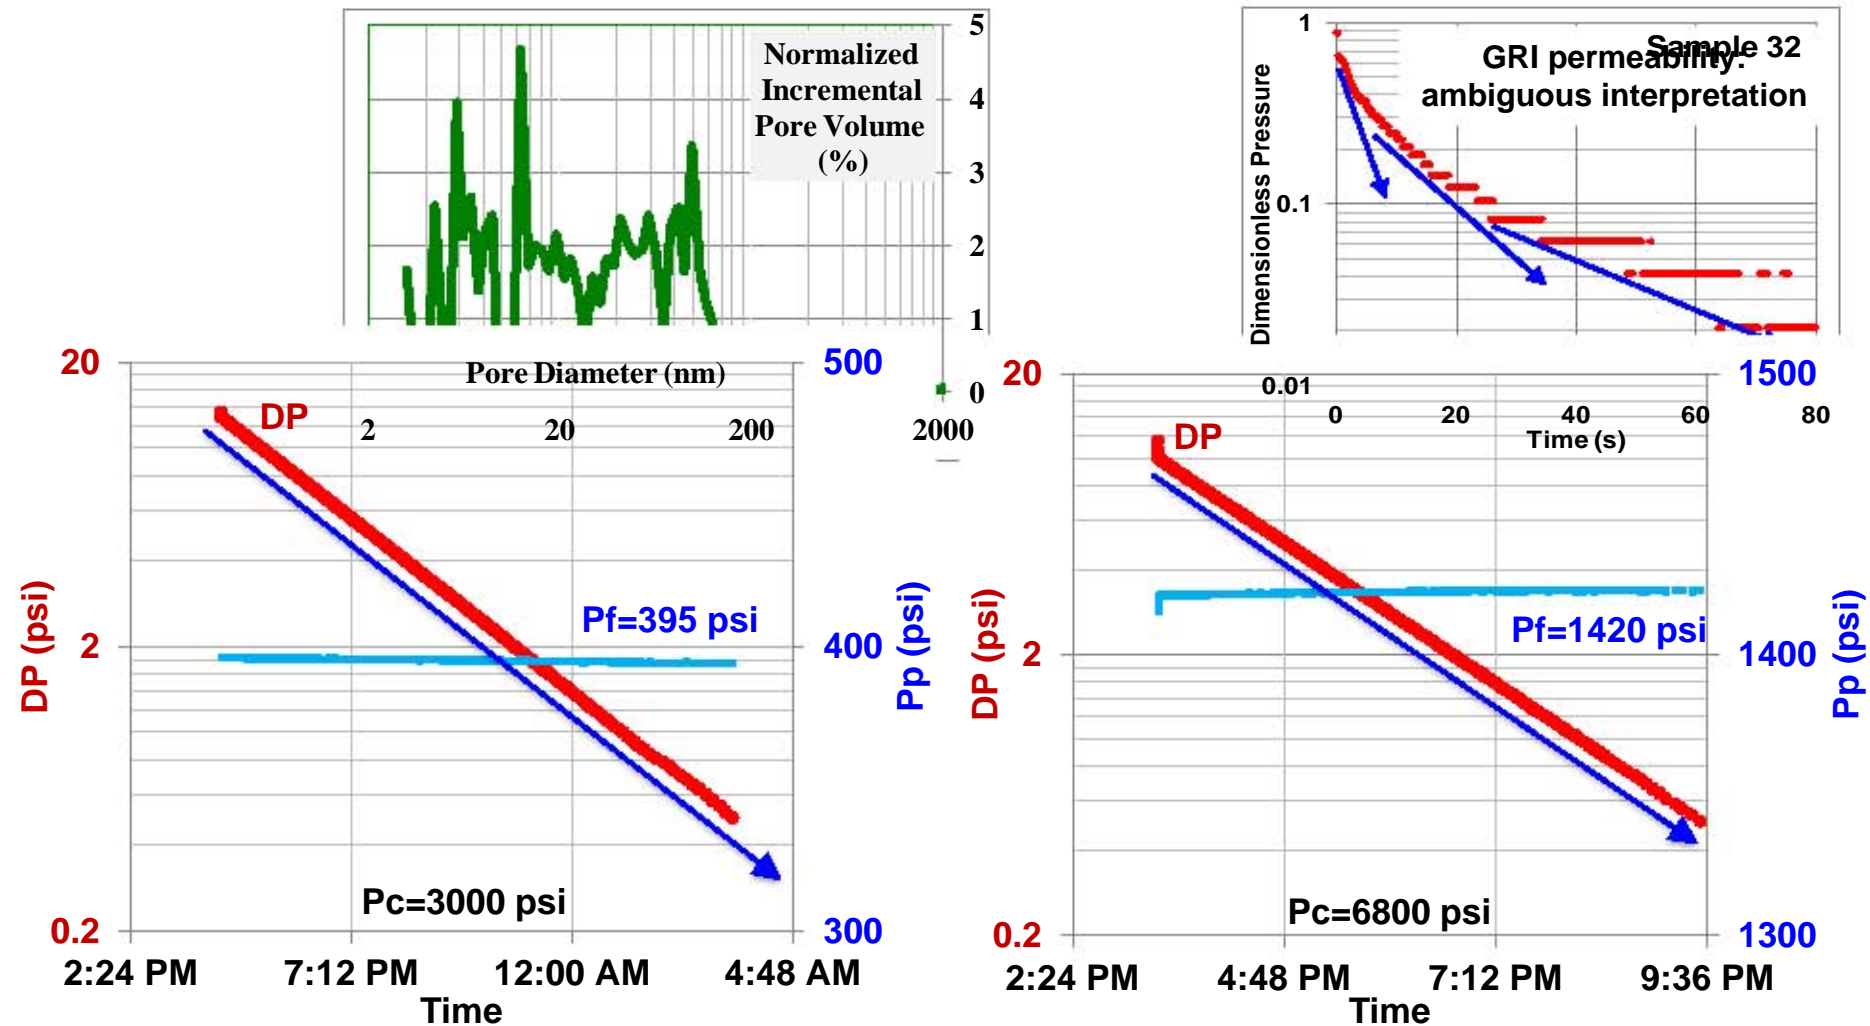 5
Normalized
Incremental
Pore Volume
(%)
4
3
2
1
0
Pore Diameter (nm)
2
20
200
2000
1
Sample 32
GRI permeability:
ambiguous interpretation
Dimensionless Pressure
0.1
0.01
0
20
40
60
80
Time (s)
20
500
DP
DP (psi)
2
Pf=395 psi
400
Pp (psi)
Pc=3000 psi
0.2
300
2:24 PM
7:12 PM
12:00 AM
4:48 AM
Time
20
1500
DP
DP (psi)
2
Pf=1420 psi
1400
Pp (psi)
Pc=6800 psi
0.2
1300
2:24 PM
4:48 PM
7:12 PM
9:36 PM
Time